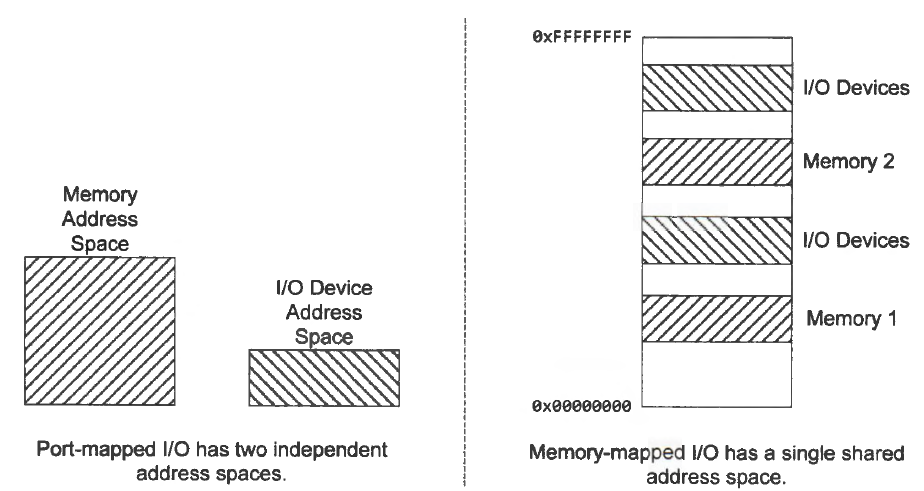 Memory
Address
Space
I/O Device
Address
Space
Port-mapped I/O has two independent
address spaces.
0xFFFFFFFF
I/O Devices
Memory 2
I/O Devices
Memory 1
0x00000000
Memory-mapped I/O has a single shared
address space.